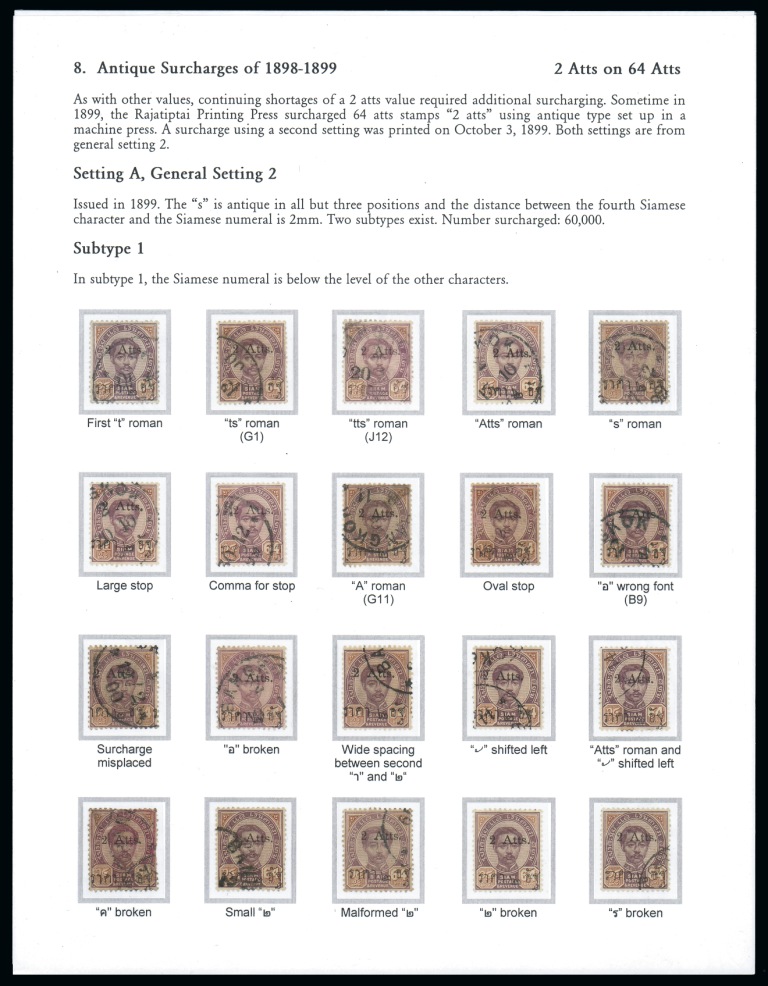 8. Antique Surcharges of 1898-1899 2 Atts on 64 Atts
As with other values, continuing shortages of a 2 atts value required additional surcharging. Sometime in
1899, the Rajatiptai Printing Press surcharged 64 atts stamps “2 atts” using antique type set up in a
machine press. A surcharge using a second setting was printed on October 3, 1899. Both settings are from
general setting 2.
Setting A, General Setting 2
Issued in 1899. The “s” is antique in all but three positions and the distance between the fourth Siamese
character and the Siamese numeral is 2mm. Two subtypes exist. Number surcharged: 60,000.
Subtype 1
In subtype 1, the Siamese numeral is below the level of the other characters.
First “t” roman
“ts” roman
(G1)
“tts” roman
(J12)
“Atts” roman
“s” roman
Large stop
Comma for stop
“A” roman
(G11)
Oval stop
"อ" wrong font
(B9)
Surcharge
misplaced
"อ" broken
Wide spacing
between second
“า” and “๒”
shifted left
“Atts” roman and
shifted left
“ค” broken
Small “๒”
Malformed “๒”
“๒” broken
“ร” broken